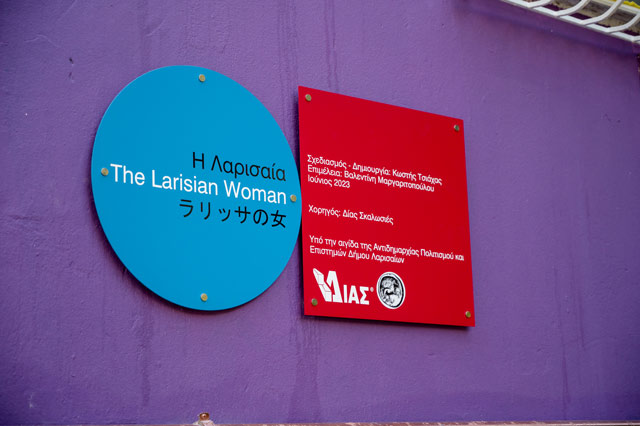 Η Λαρισαία
The Larisian Woman
ラリッサの女
Σχεδιασμός - Δημιουργία: Κωστής Τσιάχας
Επιμέλεια: Βαλεντίνη Μαργαριτοπούλου
Ιούνιος 2023
Χορηγός: Δίας Σκαλωσιές
Υπό την αιγίδα της Αντιδημαρχίας Πολιτισμού και
Επιστημών Δήμου Λαρισαίων
ΔΙΑΣ